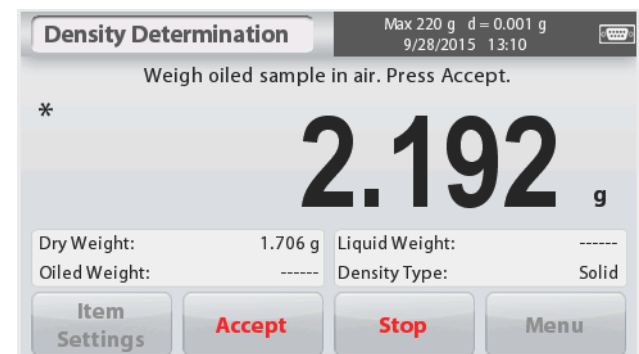 Density Determination
Max 220 g d = 0.001 g
9/28/2015 13:10
Weigh oiled sample in air. Press Accept.
*
2.192 g
Dry Weight: 1.706 g Liquid Weight: ------
Oiled Weight: ------ Density Type: Solid
Item
Settings
Accept
Stop
Menu